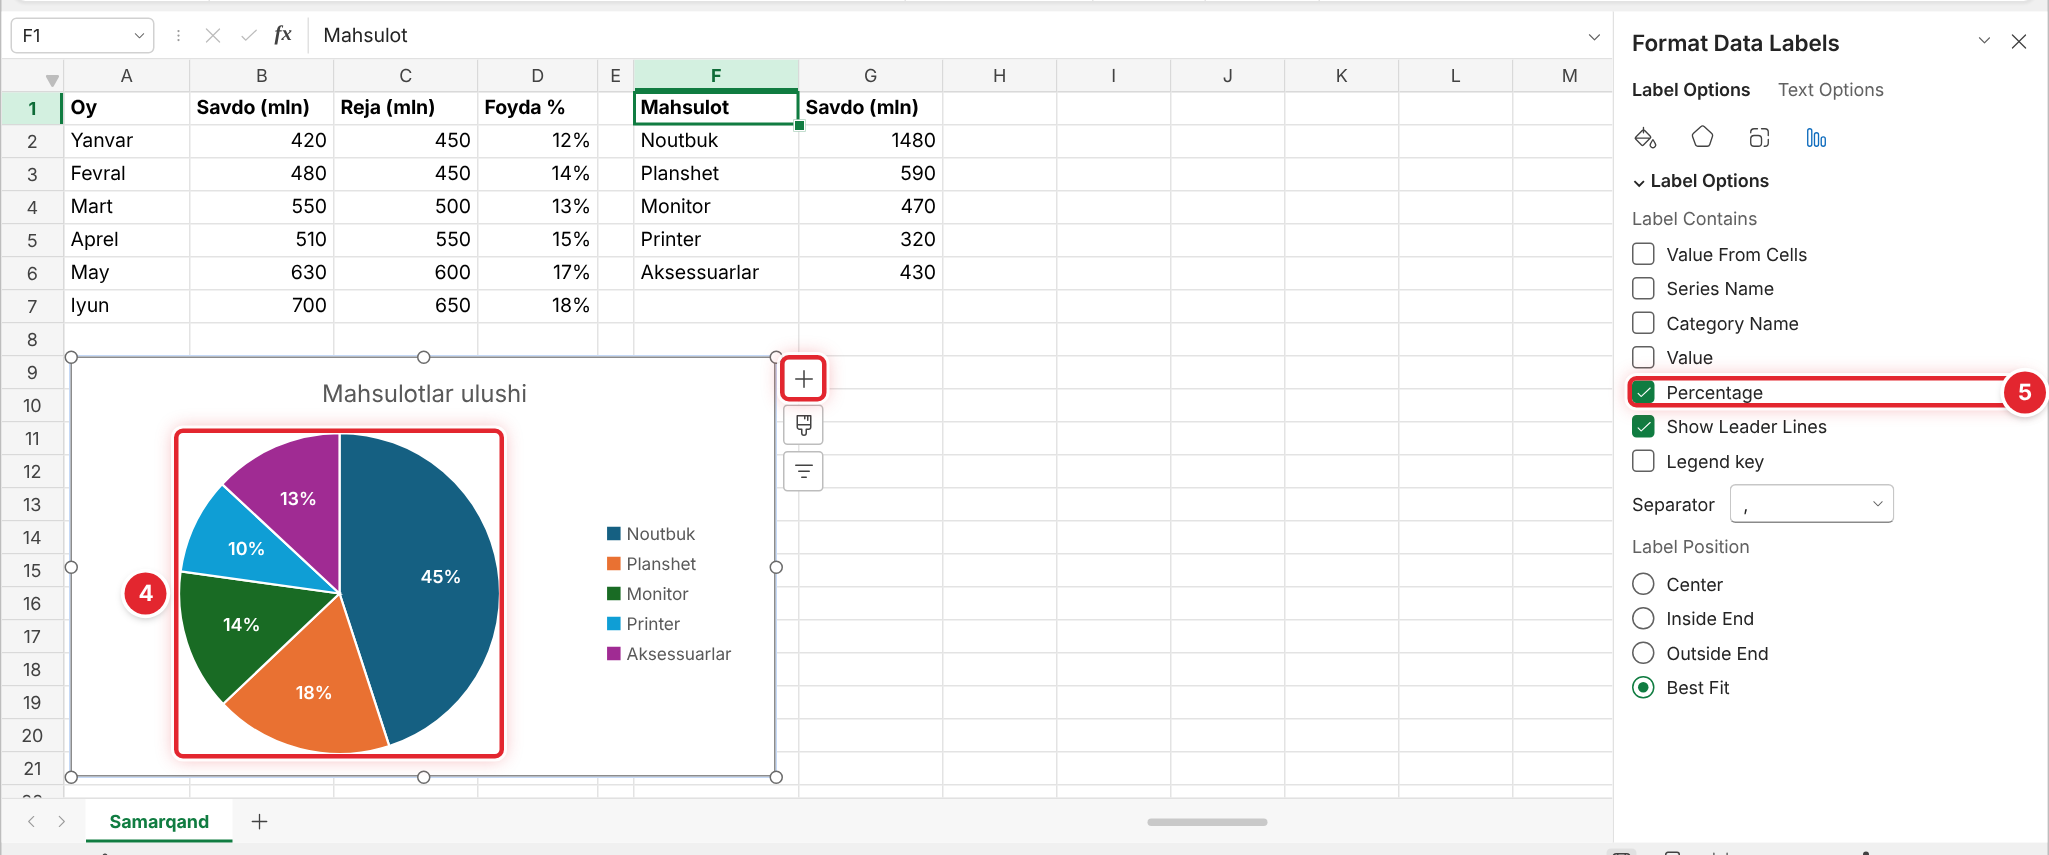 F1
fx
Mahsulot
A B C D E F G H I J K L M
1 Oy Savdo (mln) Reja (mln) Foyda % Mahsulot Savdo (mln)
2 Yanvar 420 450 12% Noutbuk 1480
3 Fevral 480 450 14% Planshet 590
4 Mart 550 500 13% Monitor 470
5 Aprel 510 550 15% Printer 320
6 May 630 600 17% Aksessuarlar 430
7 Iyun 700 650 18%
8
9
10
11
12
13
14
15
16
17
18
19
20
21
Mahsulotlar ulushi
13%
10%
45%
14%
18%
4
Noutbuk
Planshet
Monitor
Printer
Aksessuarlar
Samarqand
Format Data Labels
Label Options Text Options
Label Options
Label Contains
Value From Cells
Series Name
Category Name
Value
Percentage
5
Show Leader Lines
Legend key
Separator ,
Label Position
Center
Inside End
Outside End
Best Fit